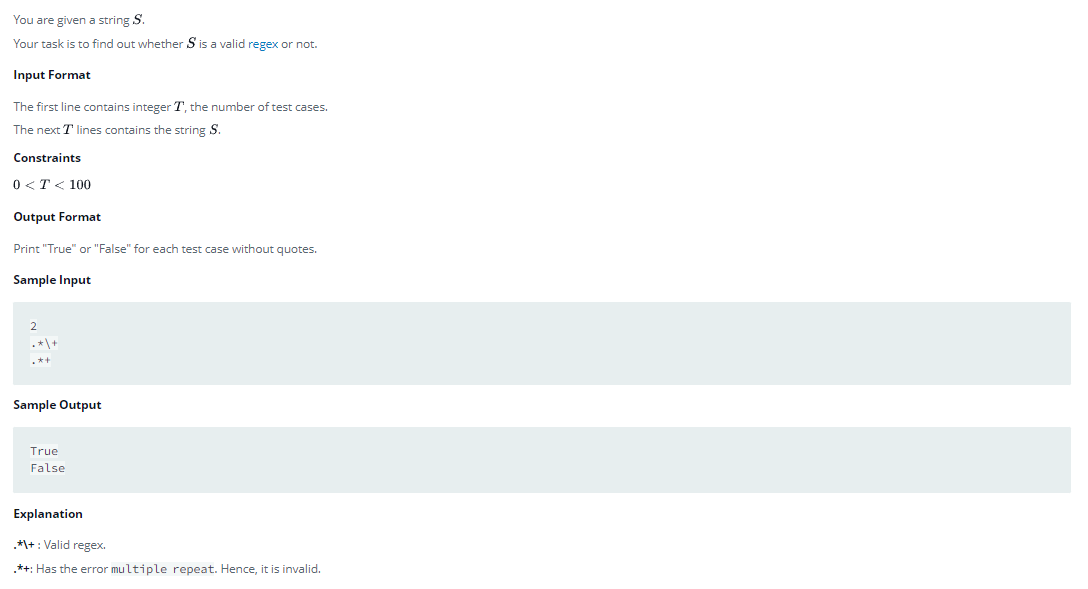 You are given a string S.
Your task is to find out whether S is a valid regex or not.
Input Format
The first line contains integer T, the number of test cases.
The next T lines contains the string S.
Constraints
0 < T < 100
Output Format
Print "True" or "False" for each test case without quotes.
Sample Input
2
.*\+
.*+
Sample Output
True
False
Explanation
.*\+ : Valid regex.
.*+: Has the error multiple repeat. Hence, it is invalid.